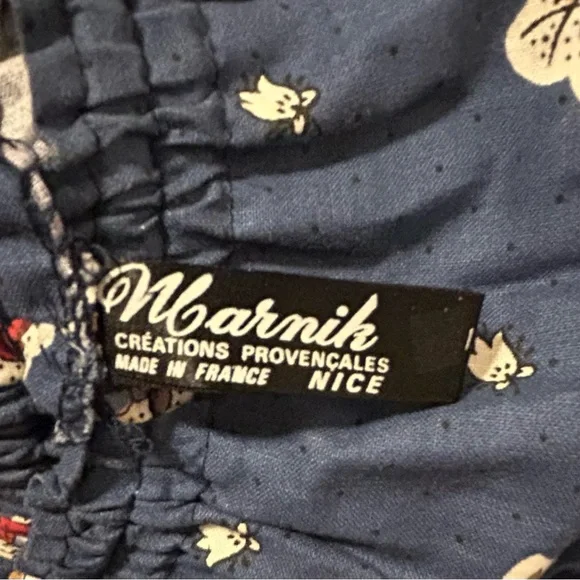 Marnik
CRÉATIONS PROVENÇALES
MADE IN FRANCE NICE